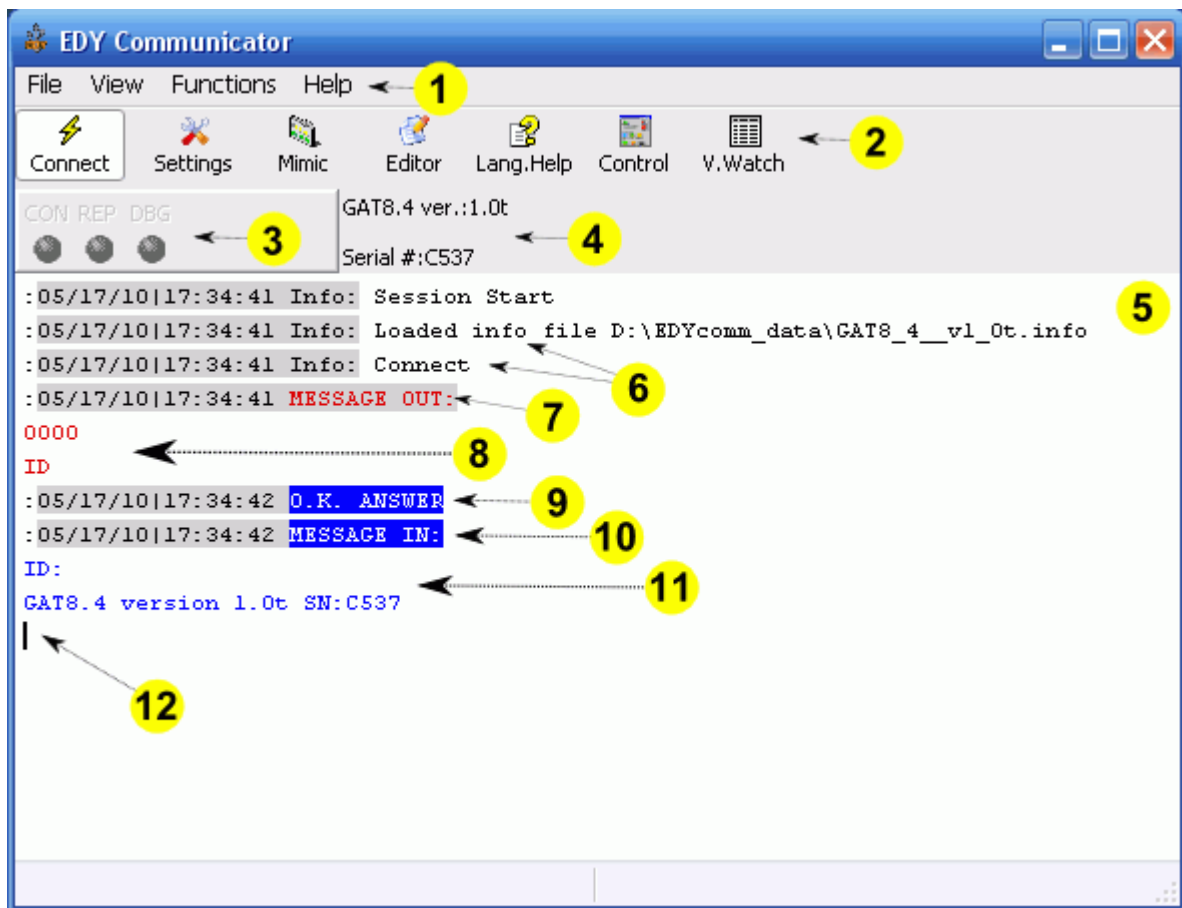 EDY Communicator
File View Functions Help 1
Connect Settings Mimic Editor Lang.Help Control V.Watch 2
CON REP DBG 3
GAT8.4 ver.:1.0t
4
Serial #:C537
5
:05/17/10|17:34:41 Info: Session Start
:05/17/10|17:34:41 Info: Loaded info file D:\EDYcomm_data\GAT8_4__v1_0t.info
:05/17/10|17:34:41 Info: Connect
6
:05/17/10|17:34:41 MESSAGE OUT:
7
0000
8
ID
:05/17/10|17:34:42 O.K. ANSWER 9
:05/17/10|17:34:42 MESSAGE IN: 10
ID:
11
GAT8.4 version 1.0t SN:C537
12